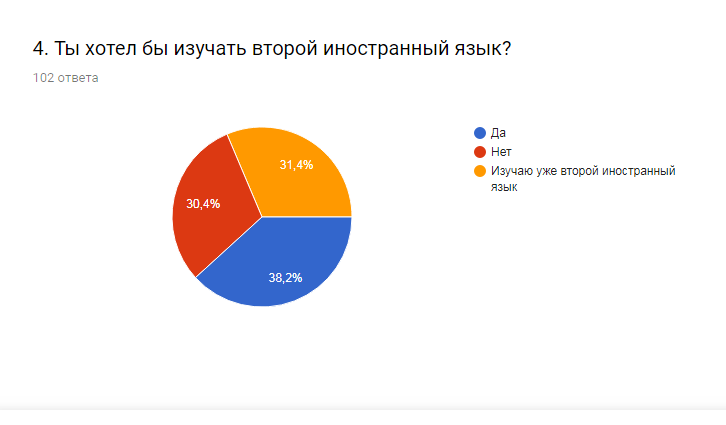 4. Ты хотел бы изучать второй иностранный язык?
102 ответа
31,4%
30,4%
38,2%
Да
Нет
Изучаю уже второй иностранный
язык